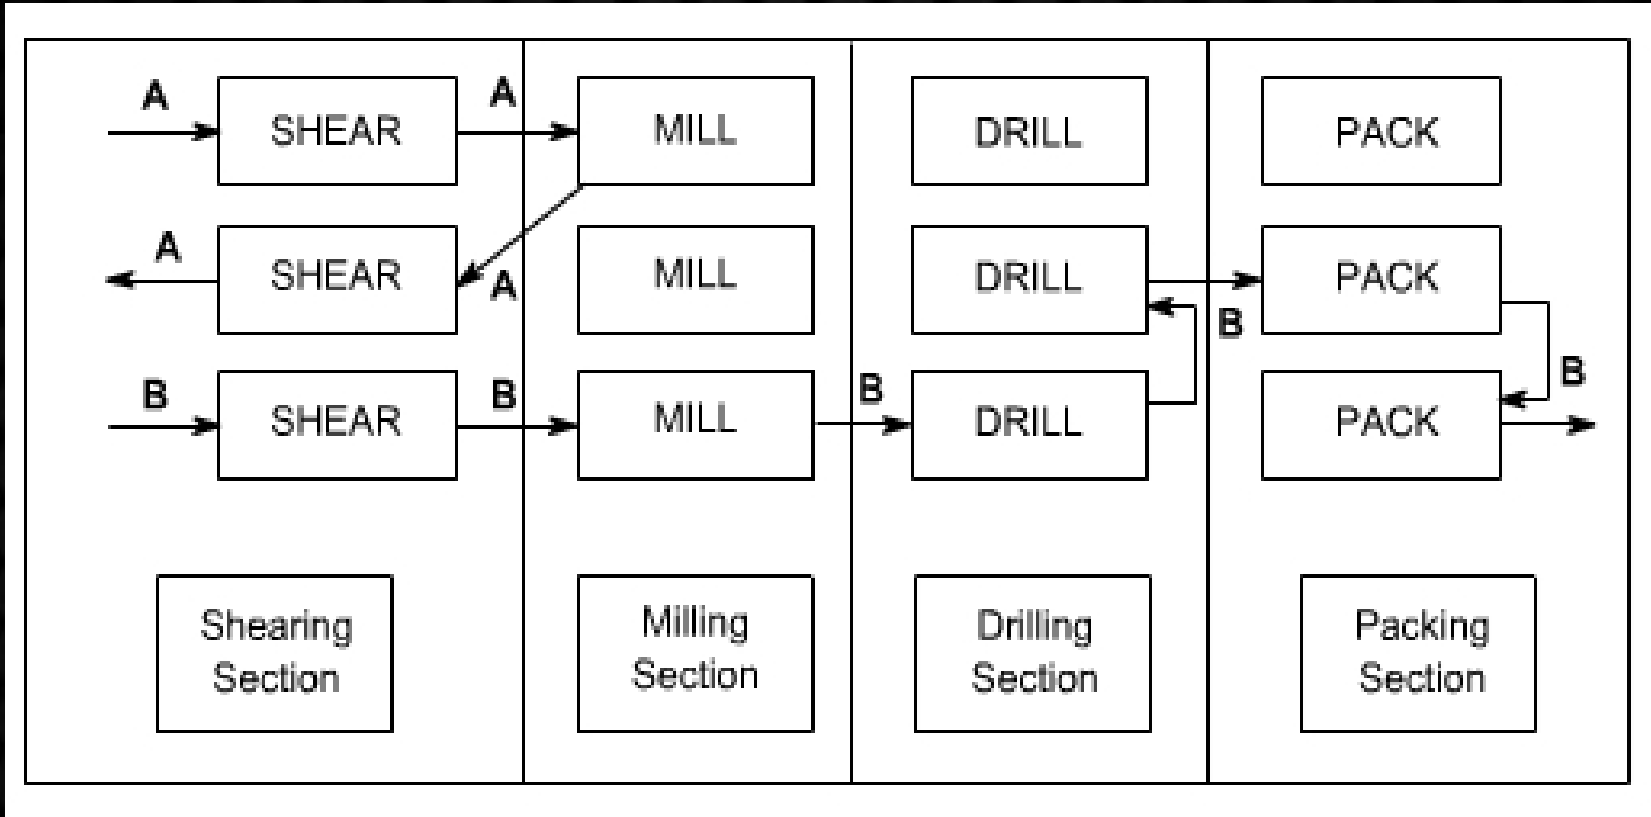 A
A
SHEAR
MILL
DRILL
PACK
A
SHEAR
A
MILL
DRILL
PACK
B
B
B
SHEAR
B
MILL
B
DRILL
PACK
Shearing
Section
Milling
Section
Drilling
Section
Packing
Section